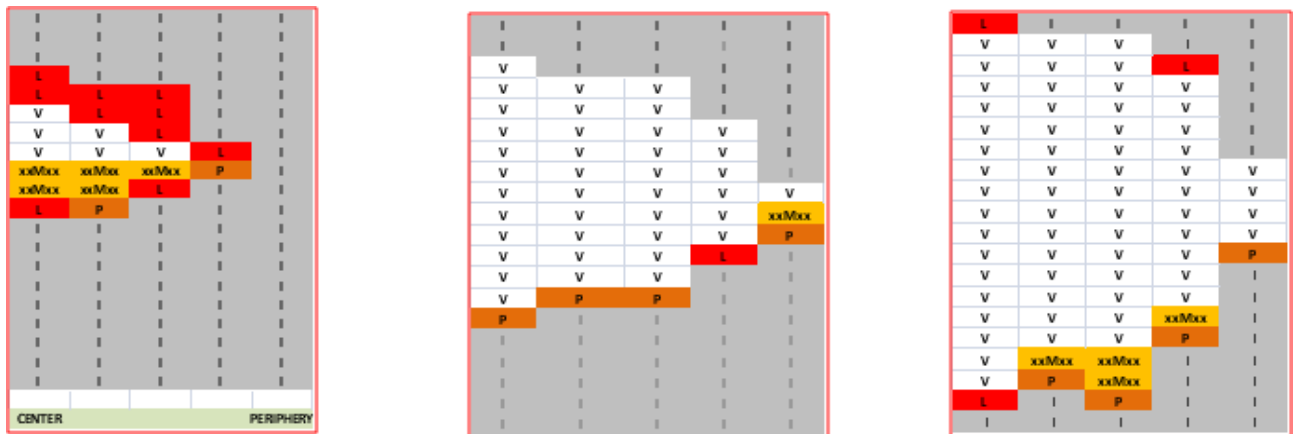 L
L L L
V L L
V V L
V V V L
xxMxx xxMxx xxMxx P
xxMxx xxMxx L
L P
CENTER PERIPHERY
V
V V V
V V V
V V V V
V V V V
V V V V
V V V V V
V V V V xxMxx
V V V V P
V V V L
V V V
V P P
P
L
V V V
V V V L
V V V V
V V V V
V V V V
V V V V
V V V V V
V V V V V
V V V V V
V V V V V
V V V V P
V V V V
V V V V
V V V xxMxx
V V V P
V xxMxx xxMxx
V P xxMxx
L P